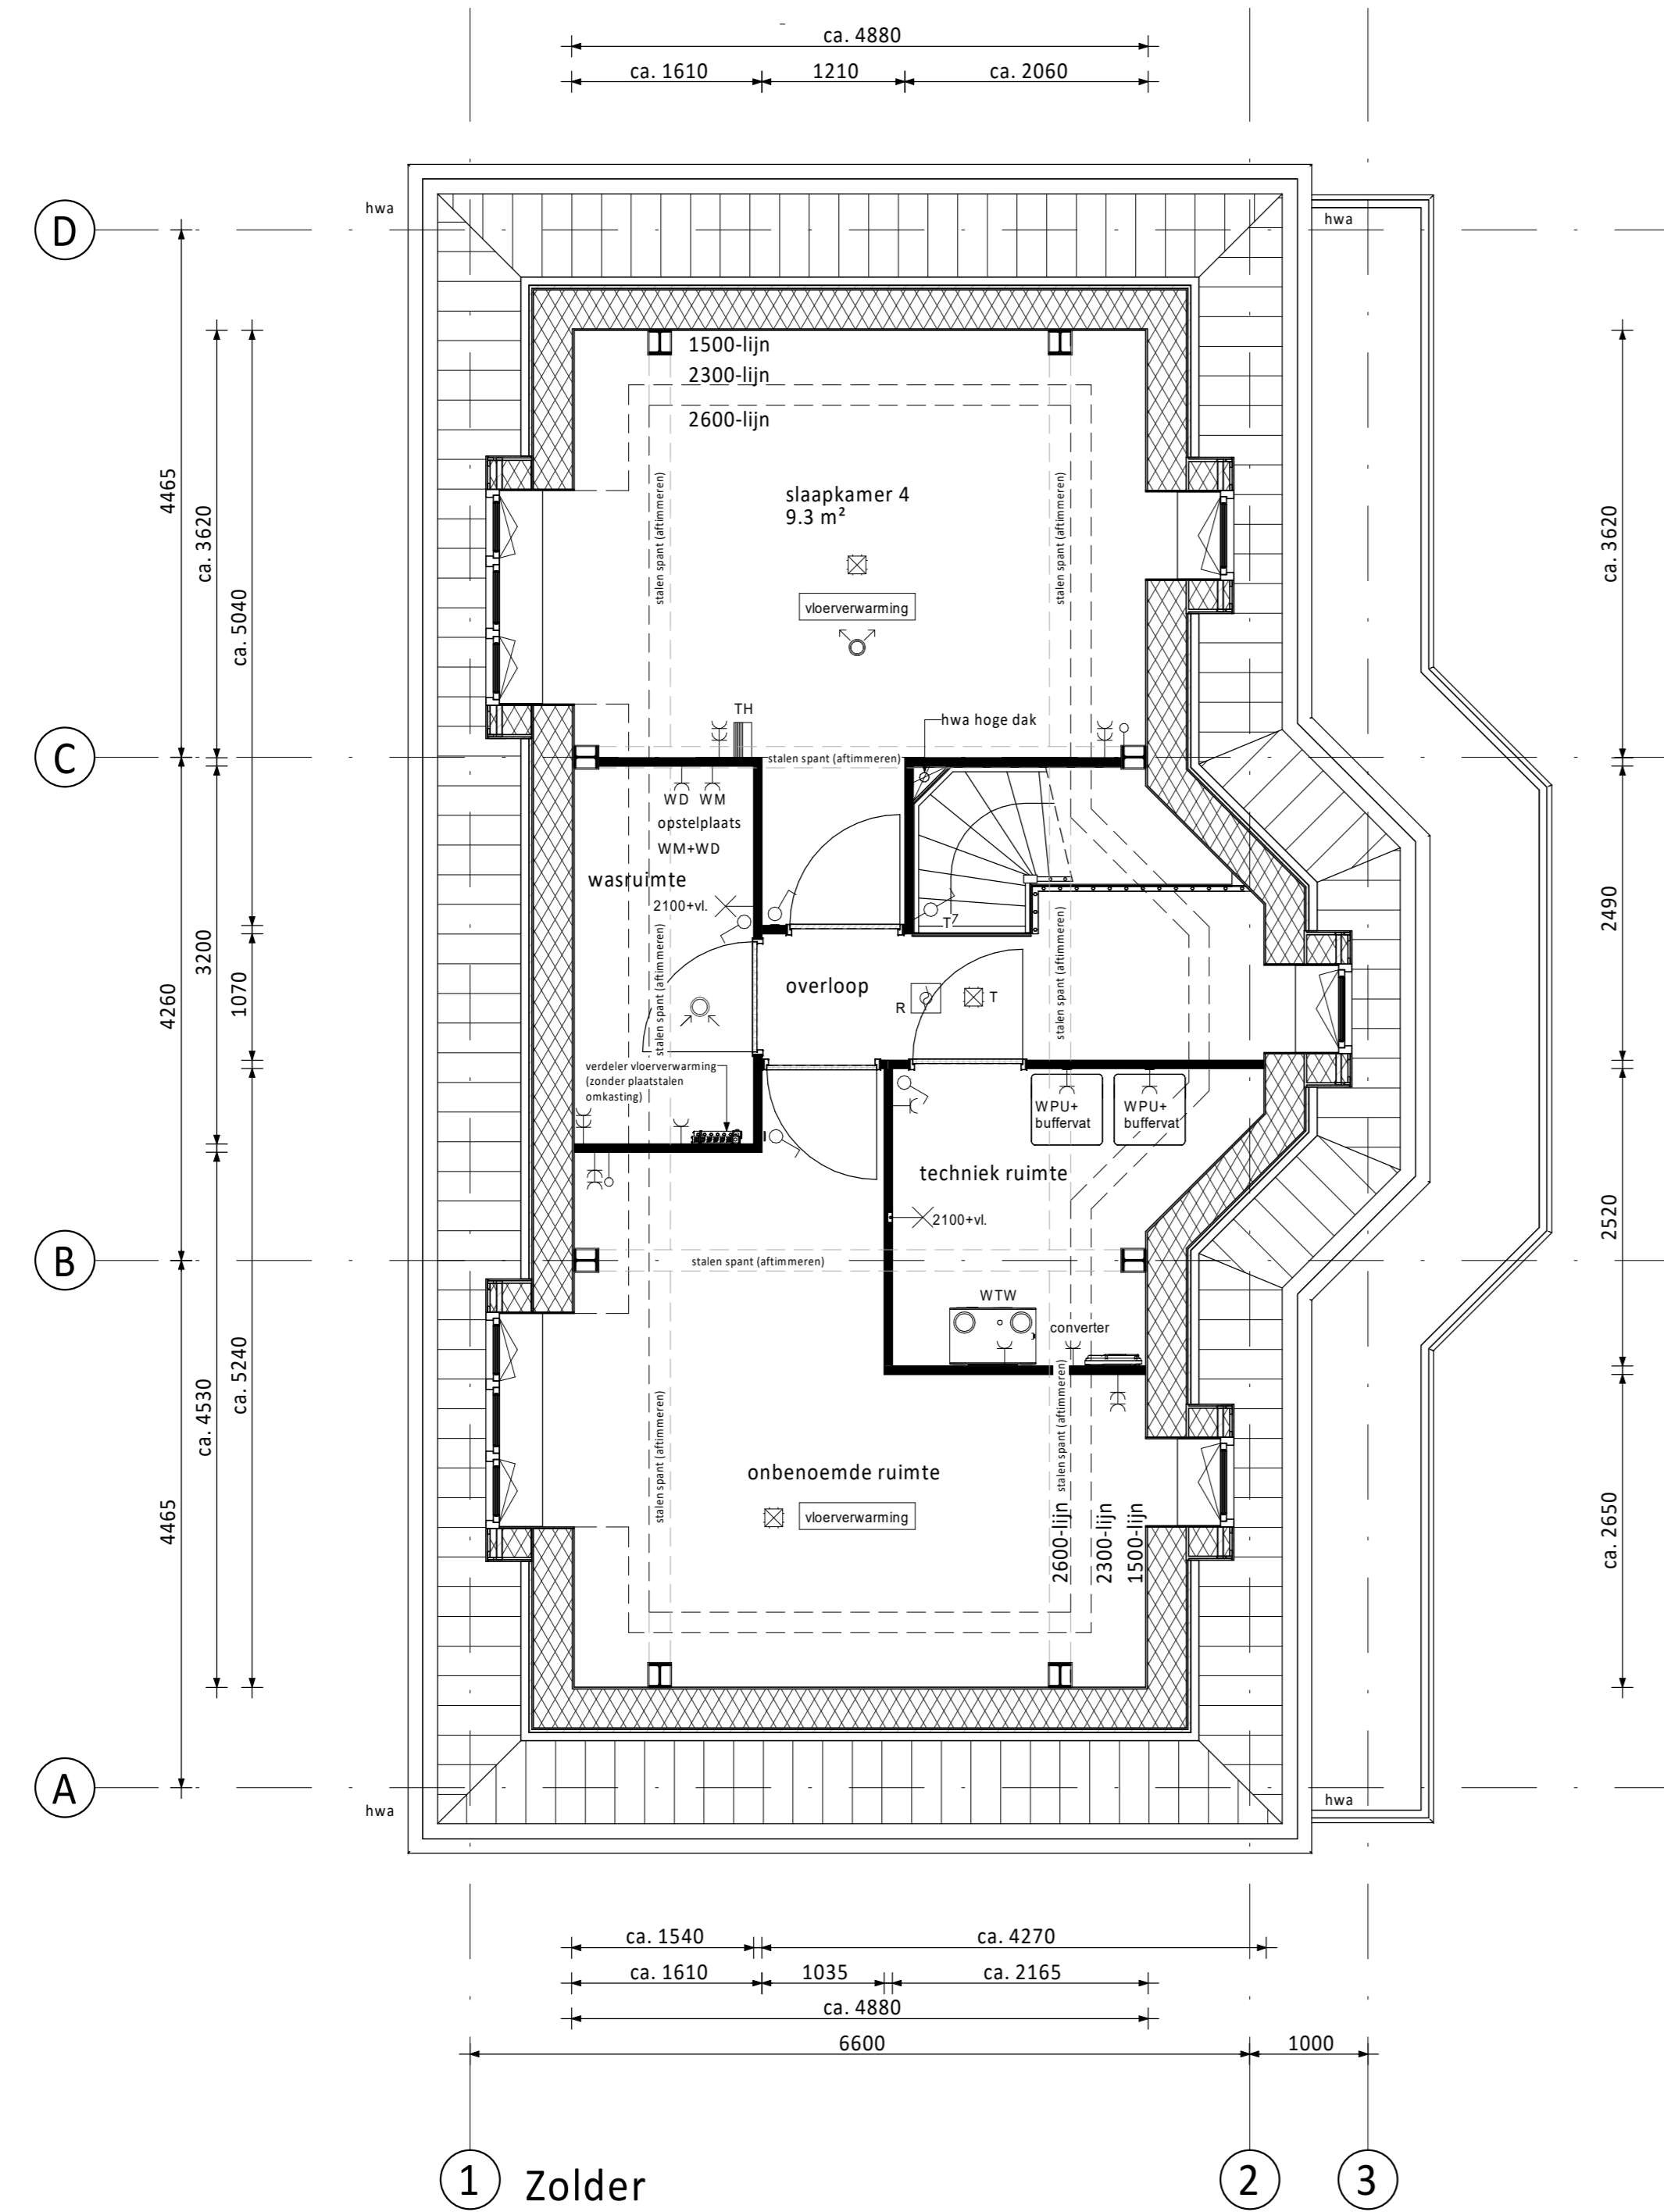 ca. 4880
ca. 1610
1210
ca. 2060
hwa
hwa
D
1500-lijn
2300-lijn
2600-lijn
4465
ca. 3620
ca. 5040
ca. 3620
stalen spant (aftimmeren)
stalen spant (aftimmeren)
slaapkamer 4
9.3 m²
vloerverwarming
TH
hwa hoge dak
C
stalen spant (aftimmeren)
WD WM
opstelplaats
WM+WD
wasruimte
2100+vl.
T
4260
3200
1070
2490
stalen spant (aftimmeren)
stalen spant (aftimmeren)
overloop
R
T
verdeler vloerverwarming
(zonder plaatstalen
omkasting)
WPU+
buffervat
WPU+
buffervat
techniek ruimte
2100+vl.
2520
B
stalen spant (aftimmeren)
WTW
converter
4465
ca. 4530
ca. 5240
stalen spant (aftimmeren)
stalen spant (aftimmeren)
onbenoemde ruimte
vloerverwarming
2600-lijn
2300-lijn
1500-lijn
ca. 2650
A
hwa
hwa
ca. 1540
ca. 4270
ca. 1610
1035
ca. 2165
ca. 4880
6600
1000
1
Zolder
2
3